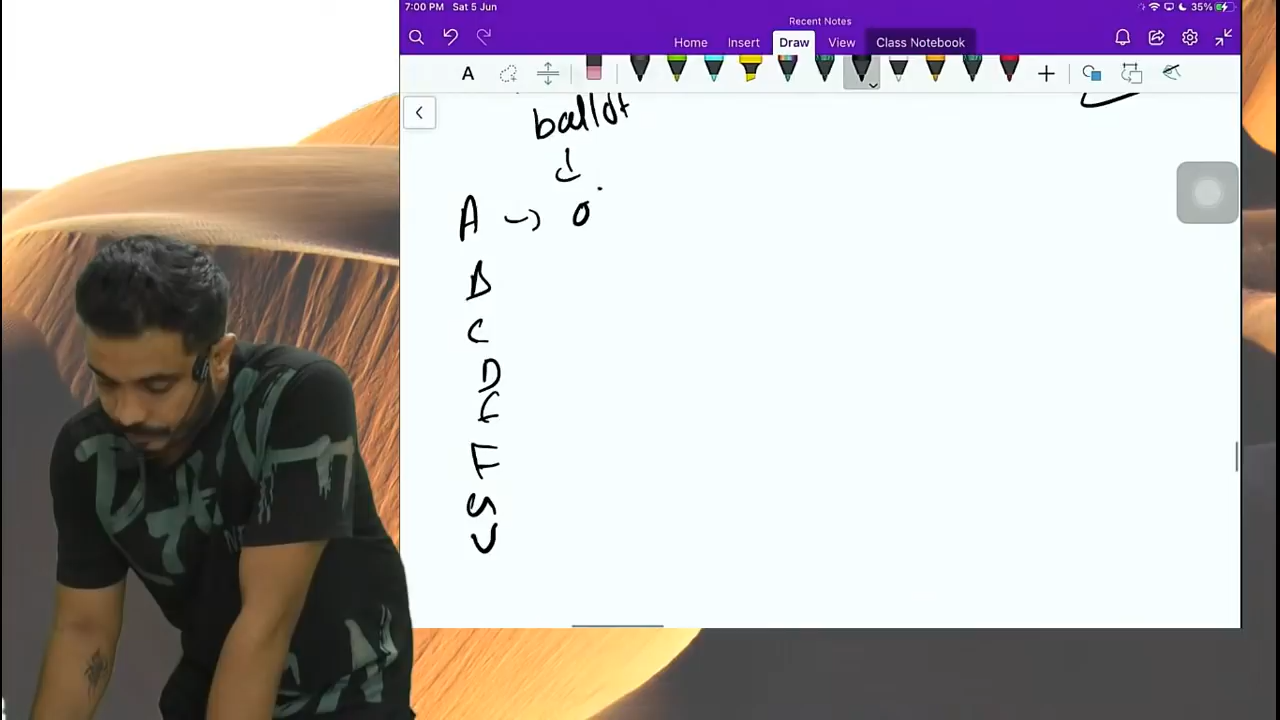 7:00 PM Sat 5 Jun
35%
Recent Notes
Home Insert Draw View Class Notebook
A
ballot
A → 0
B
C
D
E
F
G